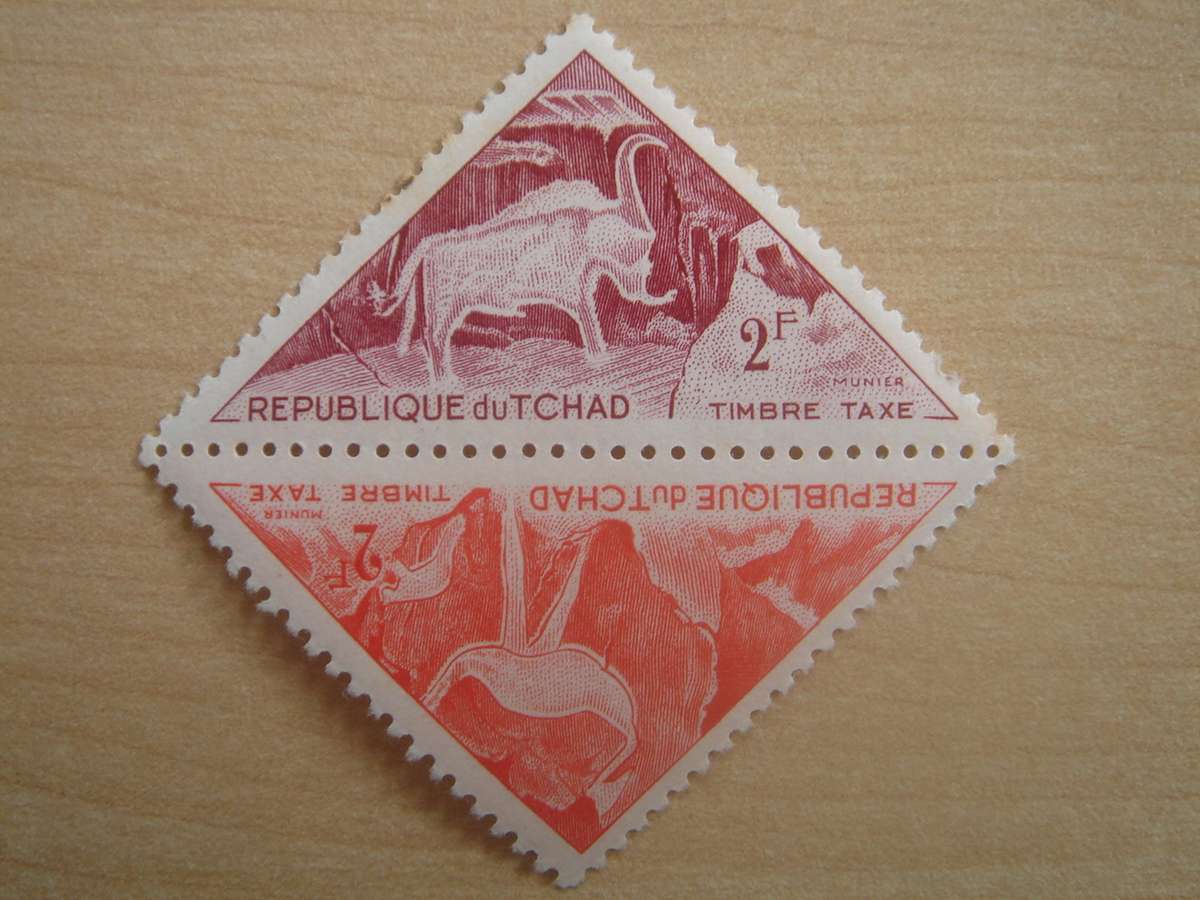 2F
MUNIER
REPUBLIQUE du TCHAD TIMBRE TAXE
REPUBLIQUE du TCHAD TIMBRE TAXE
MUNIER
2F